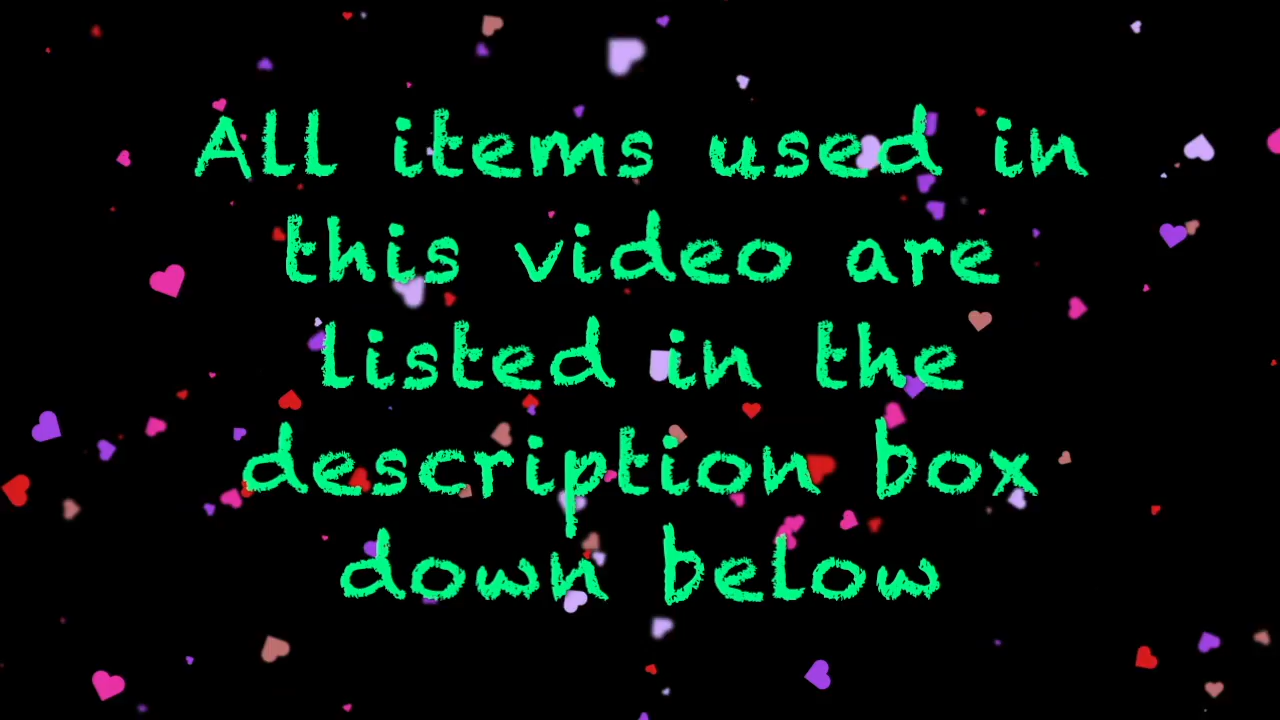 All items used in
this video are
listed in the
description box
down below